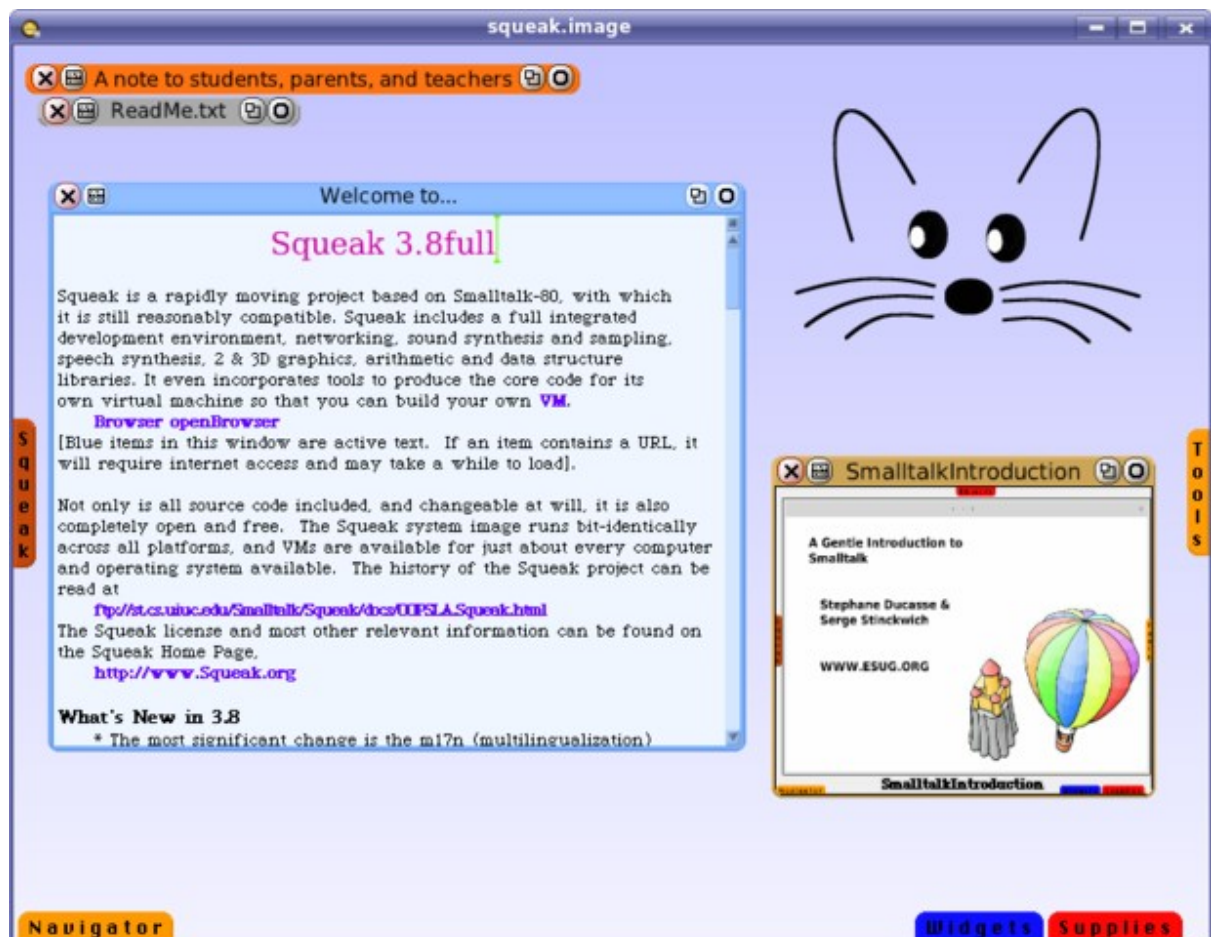 squeak.image
A note to students, parents, and teachers
ReadMe.txt
Welcome to...
Squeak 3.8full
Squeak is a rapidly moving project based on Smalltalk-80, with which
it is still reasonably compatible. Squeak includes a full integrated
development environment, networking, sound synthesis and sampling,
speech synthesis, 2 & 3D graphics, arithmetic and data structure
libraries. It even incorporates tools to produce the core code for its
own virtual machine so that you can build your own VM.
Browser openBrowser
[Blue items in this window are active text.  If an item contains a URL, it
will require internet access and may take a while to load].
Not only is all source code included, and changeable at will, it is also
completely open and free.  The Squeak system image runs bit-identically
across all platforms, and VMs are available for just about every computer
and operating system available.  The history of the Squeak project can be
read at
ftp://st.cs.uiuc.edu/Smalltalk/Squeak/docs/OOPSLA.Squeak.html
The Squeak license and most other relevant information can be found on
the Squeak Home Page,
http://www.Squeak.org
What's New in 3.8
* The most significant change is the m17n (multilingualization)
Squeak
Tools
SmalltalkIntroduction
A Gentle Introduction to
Smalltalk
Stephane Ducasse &
Serge Stinckwich
WWW.ESUG.ORG
SmalltalkIntroduction
Navigator
Widgets
Supplies